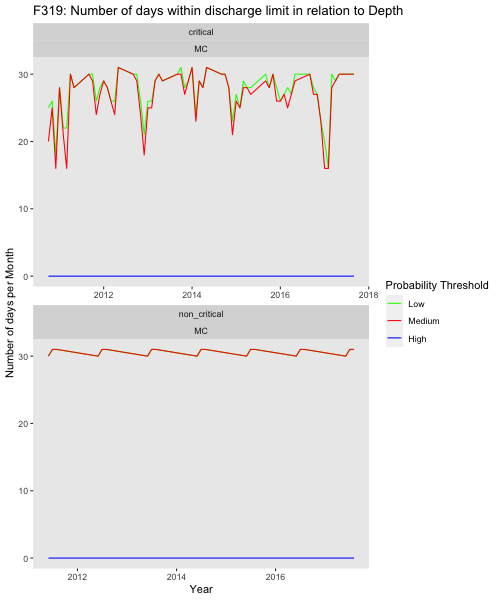 F319: Number of days within discharge limit in relation to Depth
critical
MC
30
20
10
0
2012 2014 2016 2018
Number of days per Month
non_critical
MC
30
20
10
0
2012 2014 2016
Year
Probability Threshold
Low
Medium
High